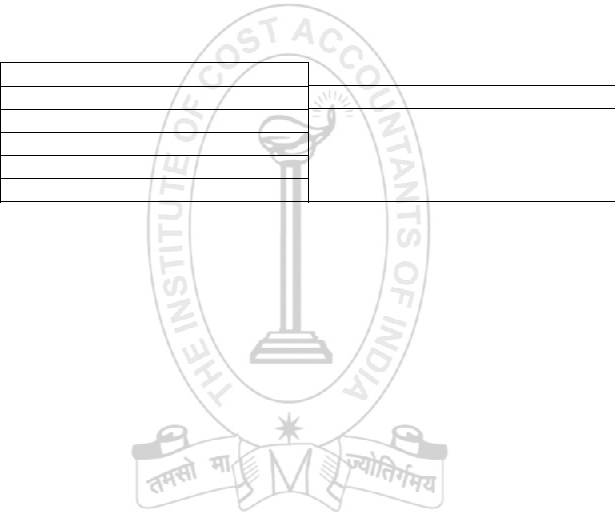 THE INSTITUTE OF COST ACCOUNTANTS OF INDIA
तमसो मा ज्योतिर्गमय